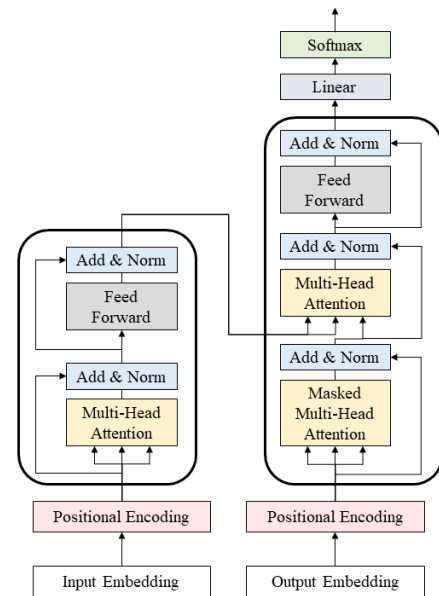 Softmax
Linear
Add & Norm
Feed
Forward
Add & Norm
Multi-Head
Attention
Add & Norm
Masked
Multi-Head
Attention
Positional Encoding
Output Embedding
Add & Norm
Feed
Forward
Add & Norm
Multi-Head
Attention
Positional Encoding
Input Embedding